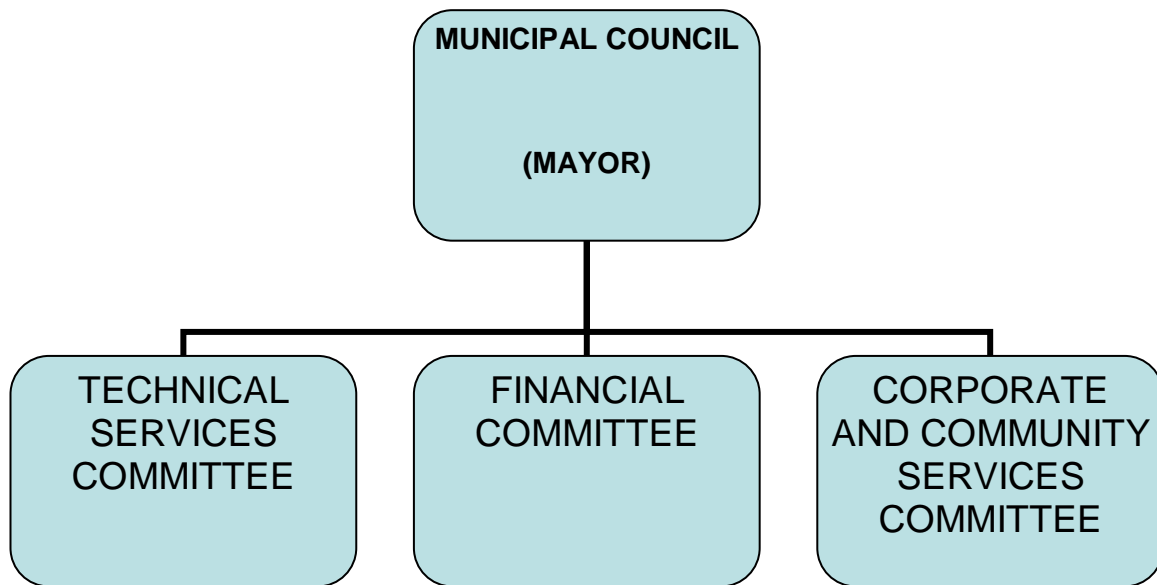 MUNICIPAL COUNCIL
(MAYOR)
TECHNICAL
SERVICES
COMMITTEE
FINANCIAL
COMMITTEE
CORPORATE
AND COMMUNITY
SERVICES
COMMITTEE